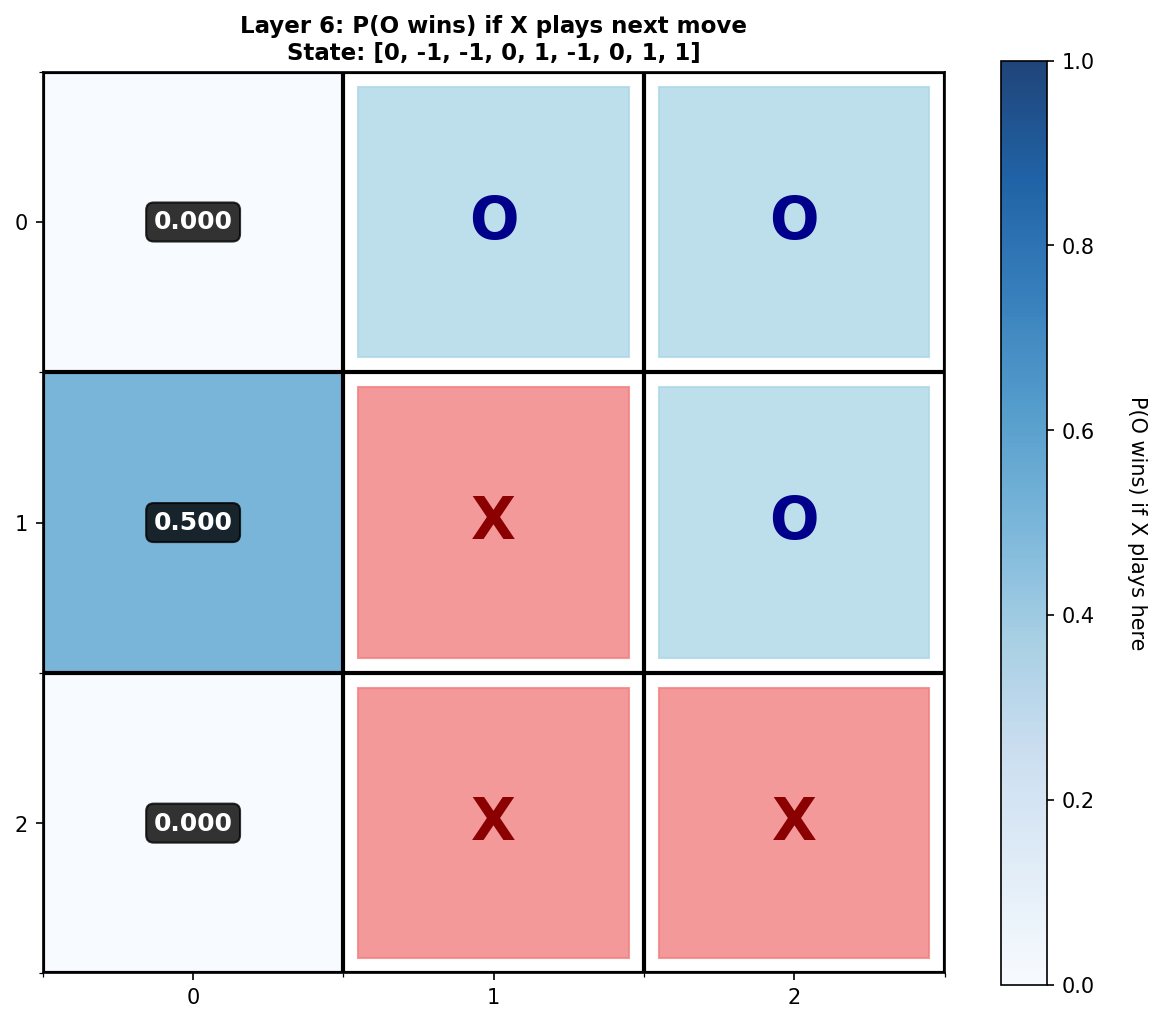 Layer 6: P(O wins) if X plays next move
State: [0, -1, -1, 0, 1, -1, 0, 1, 1]
1.0
0.8
0.6
0.4
0.2
0.0
P(O wins) if X plays here
0
0.000
O
O
1
0.500
X
O
2
0.000
X
X
0
1
2